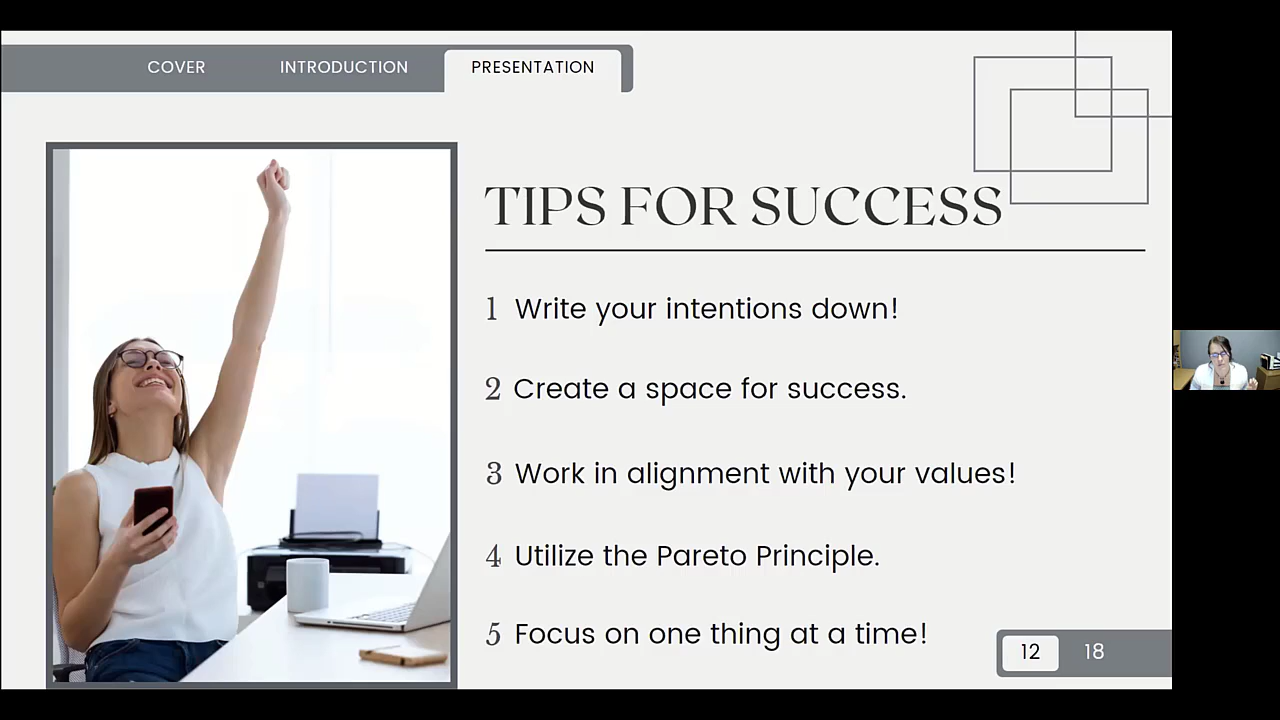 COVER
INTRODUCTION
PRESENTATION
TIPS FOR SUCCESS
1 Write your intentions down!
2 Create a space for success.
3 Work in alignment with your values!
4 Utilize the Pareto Principle.
5 Focus on one thing at a time!
12 18